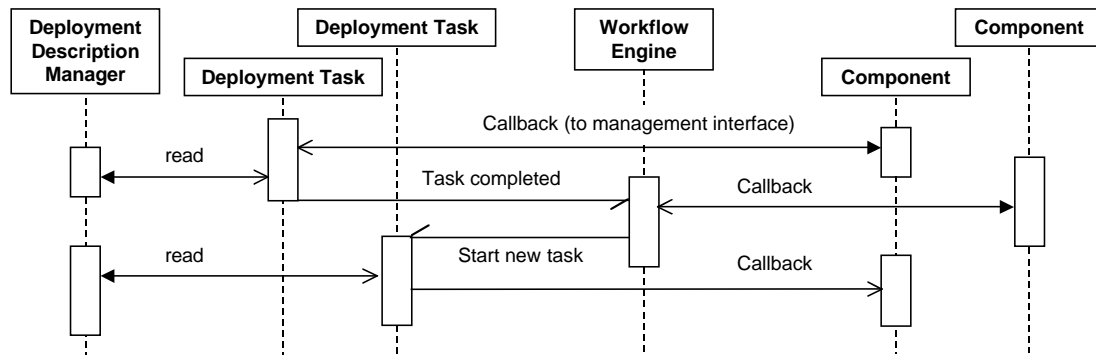 Deployment
Description
Manager
Deployment Task
Deployment Task
Workflow
Engine
Component
Component
Callback (to management interface)
read
Task completed
Callback
Start new task
read
Callback